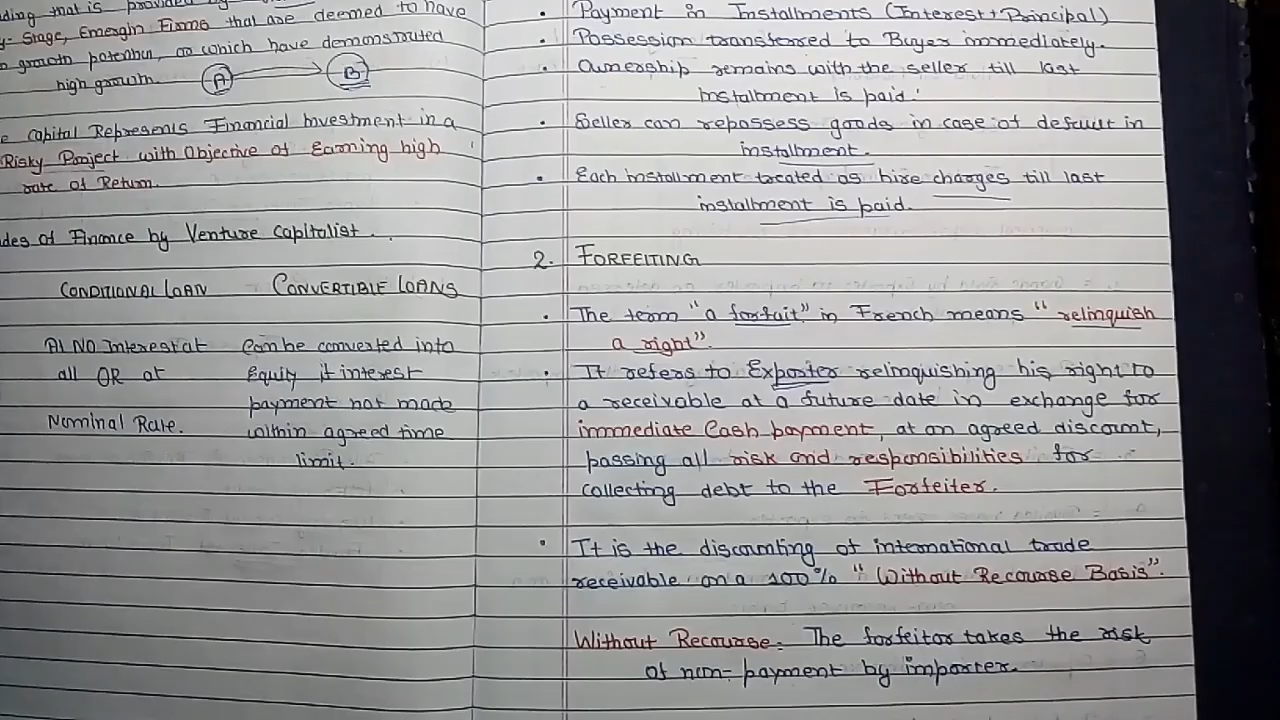 ding that is provided by
y- Stage, Emergin Firms that are deemed to have
growth potential, or which have demonstrated
high growth.
A B
e capital Represents Financial Investment in a
Risky Project with Objective of Earning high
rate of Return.
des of Finance by Venture Capitalist.
CONDITIONAL LOAN CONVERTIBLE LOANS
At NO Interest at
all OR at
Nominal Rate.
Can be converted into
Equity if interest
payment not made
within agreed time
limit.
Payment in Installments (Interest + Principal)
Possession transferred to Buyer immediately.
Ownership remains with the seller till last
installment is paid.
Seller can repossess goods in case of default in
installment.
Each installment treated as hire charges till last
installment is paid.
2. FORFEITING
The term "a forfait" in French means "relinquish
a right".
It refers to Exporter relinquishing his right to
a receivable at a future date in exchange for
immediate Cash payment, at an agreed discount,
passing all risk and responsibilities for
collecting debt to the Forfeiter.
It is the discounting of international trade
receivable on a 100% "Without Recourse Basis".
Without Recourse: The forfeitor takes the risk
of non-payment by importer.